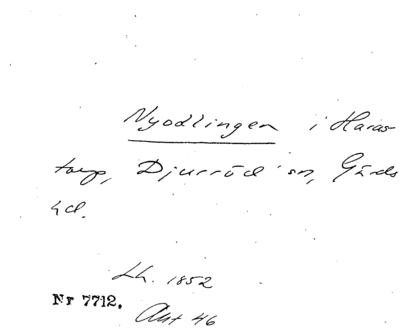 Nyodlingen i Haras-
torp, Djurröd sn, Gärds
hd.
Lh. 1852
Nr 7712.
Akt 46